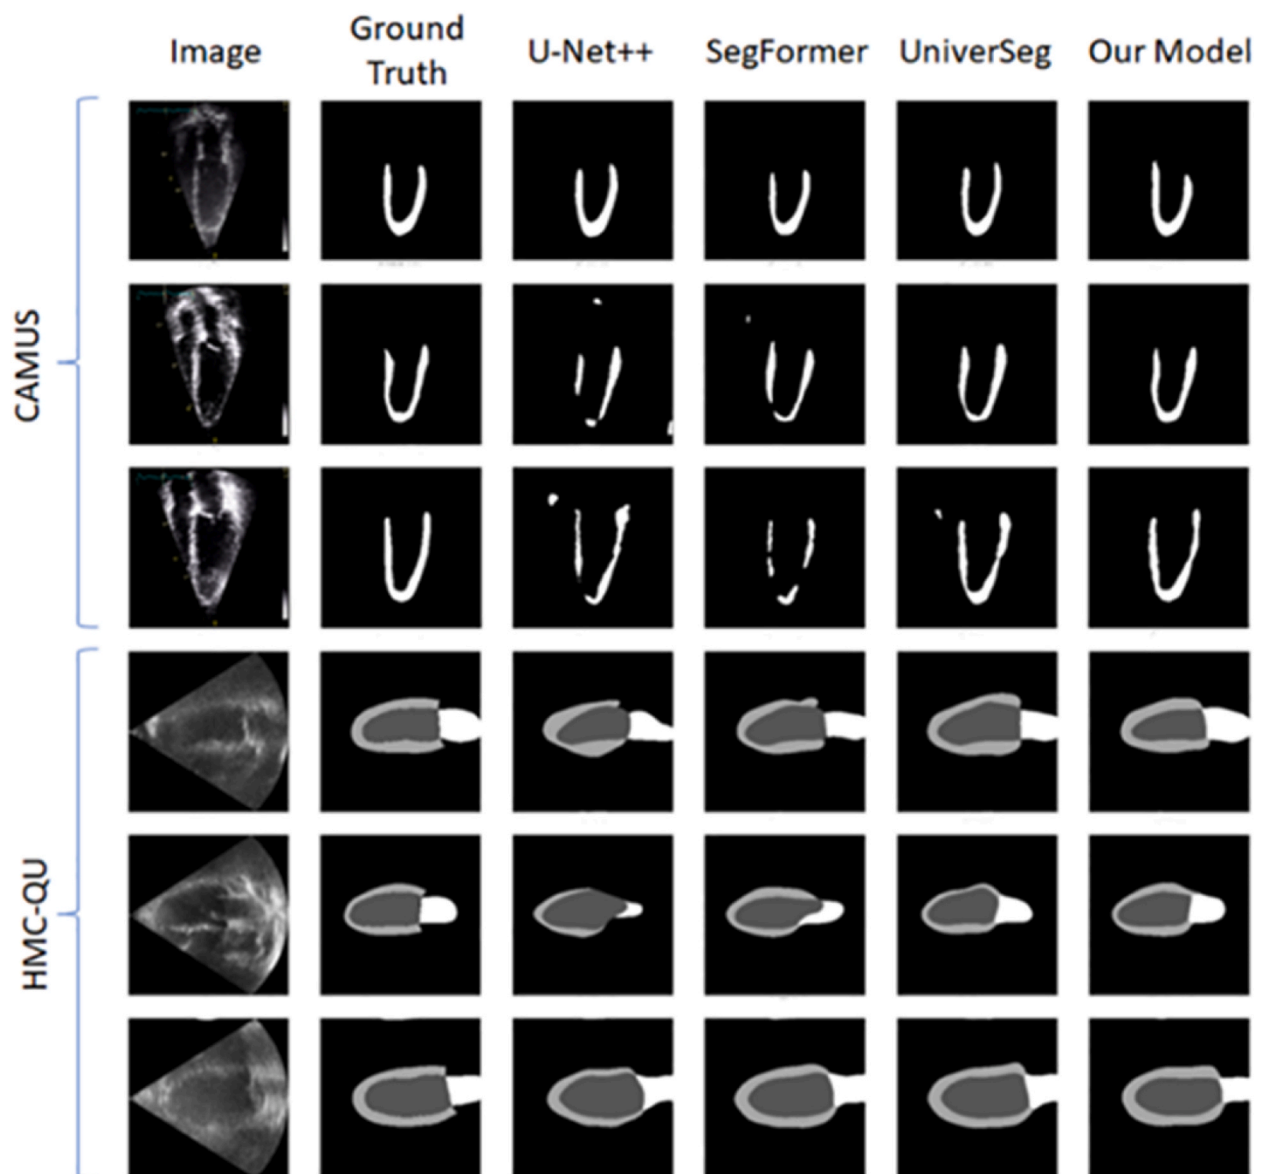 Image
Ground
Truth
U-Net++
SegFormer
UniverSeg
Our Model
CAMUS
HMC-QU